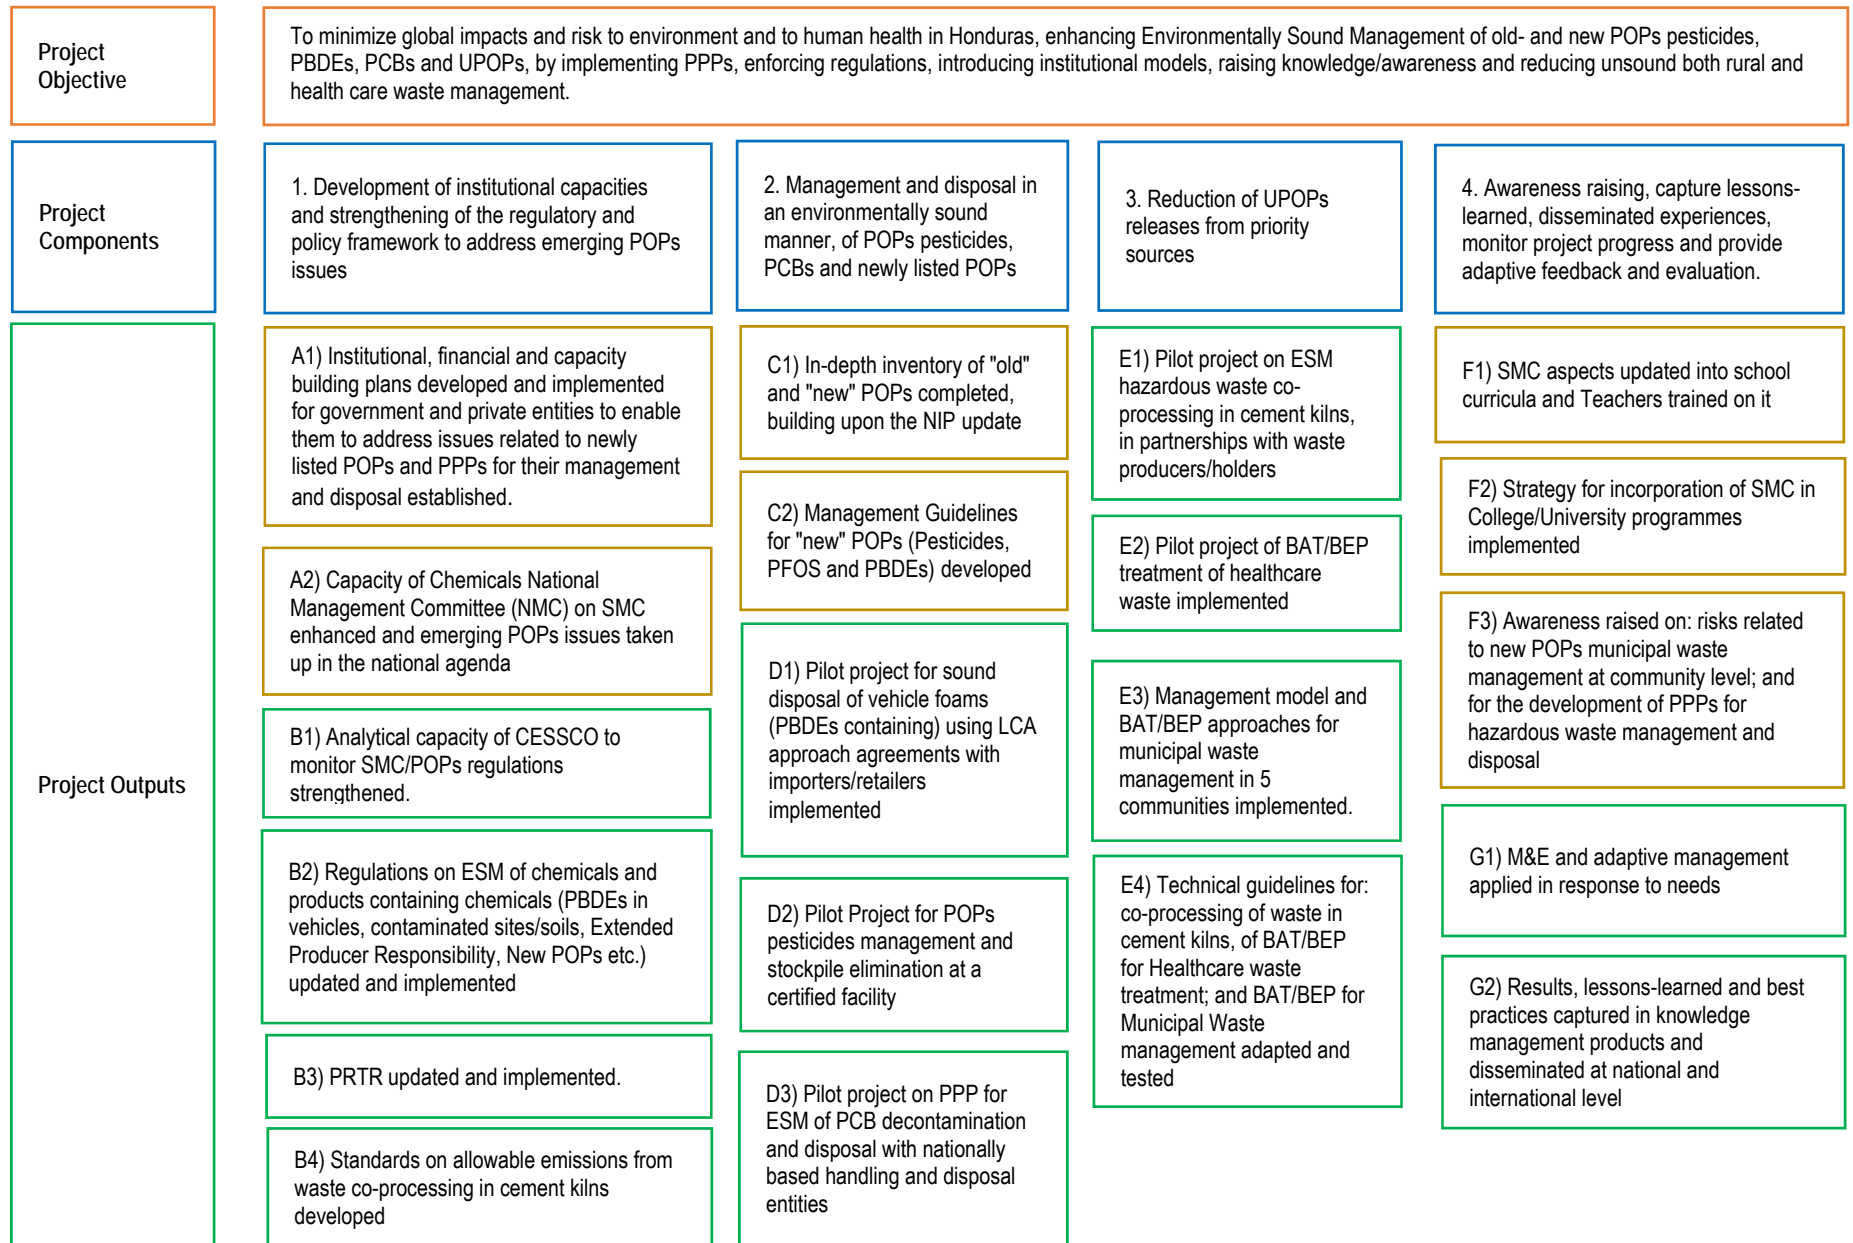 Project
Objective
To minimize global impacts and risk to environment and to human health in Honduras, enhancing Environmentally Sound Management of old- and new POPs pesticides,
PBDEs, PCBs and UPOPs, by implementing PPPs, enforcing regulations, introducing institutional models, raising knowledge/awareness and reducing unsound both rural and
health care waste management.
Project
Components
1. Development of institutional capacities
and strengthening of the regulatory and
policy framework to address emerging POPs
issues
2. Management and disposal in
an environmentally sound
manner, of POPs pesticides,
PCBs and newly listed POPs
3. Reduction of UPOPs
releases from priority
sources
4. Awareness raising, capture lessons-
learned, disseminated experiences,
monitor project progress and provide
adaptive feedback and evaluation.
Project Outputs
A1) Institutional, financial and capacity
building plans developed and implemented
for government and private entities to enable
them to address issues related to newly
listed POPs and PPPs for their management
and disposal established.
A2) Capacity of Chemicals National
Management Committee (NMC) on SMC
enhanced and emerging POPs issues taken
up in the national agenda
B1) Analytical capacity of CESSCO to
monitor SMC/POPs regulations
strengthened.
B2) Regulations on ESM of chemicals and
products containing chemicals (PBDEs in
vehicles, contaminated sites/soils, Extended
Producer Responsibility, New POPs etc.)
updated and implemented
B3) PRTR updated and implemented.
B4) Standards on allowable emissions from
waste co-processing in cement kilns
developed
C1) In-depth inventory of "old"
and "new" POPs completed,
building upon the NIP update
C2) Management Guidelines
for "new" POPs (Pesticides,
PFOS and PBDEs) developed
D1) Pilot project for sound
disposal of vehicle foams
(PBDEs containing) using LCA
approach agreements with
importers/retailers
implemented
D2) Pilot Project for POPs
pesticides management and
stockpile elimination at a
certified facility
D3) Pilot project on PPP for
ESM of PCB decontamination
and disposal with nationally
based handling and disposal
entities
E1) Pilot project on ESM
hazardous waste co-
processing in cement kilns,
in partnerships with waste
producers/holders
E2) Pilot project of BAT/BEP
treatment of healthcare
waste implemented
E3) Management model and
BAT/BEP approaches for
municipal waste
management in 5
communities implemented.
E4) Technical guidelines for:
co-processing of waste in
cement kilns, of BAT/BEP
for Healthcare waste
treatment; and BAT/BEP for
Municipal Waste
management adapted and
tested
F1) SMC aspects updated into school
curricula and Teachers trained on it
F2) Strategy for incorporation of SMC in
College/University programmes
implemented
F3) Awareness raised on: risks related
to new POPs municipal waste
management at community level; and
for the development of PPPs for
hazardous waste management and
disposal
G1) M&E and adaptive management
applied in response to needs
G2) Results, lessons-learned and best
practices captured in knowledge
management products and
disseminated at national and
international level